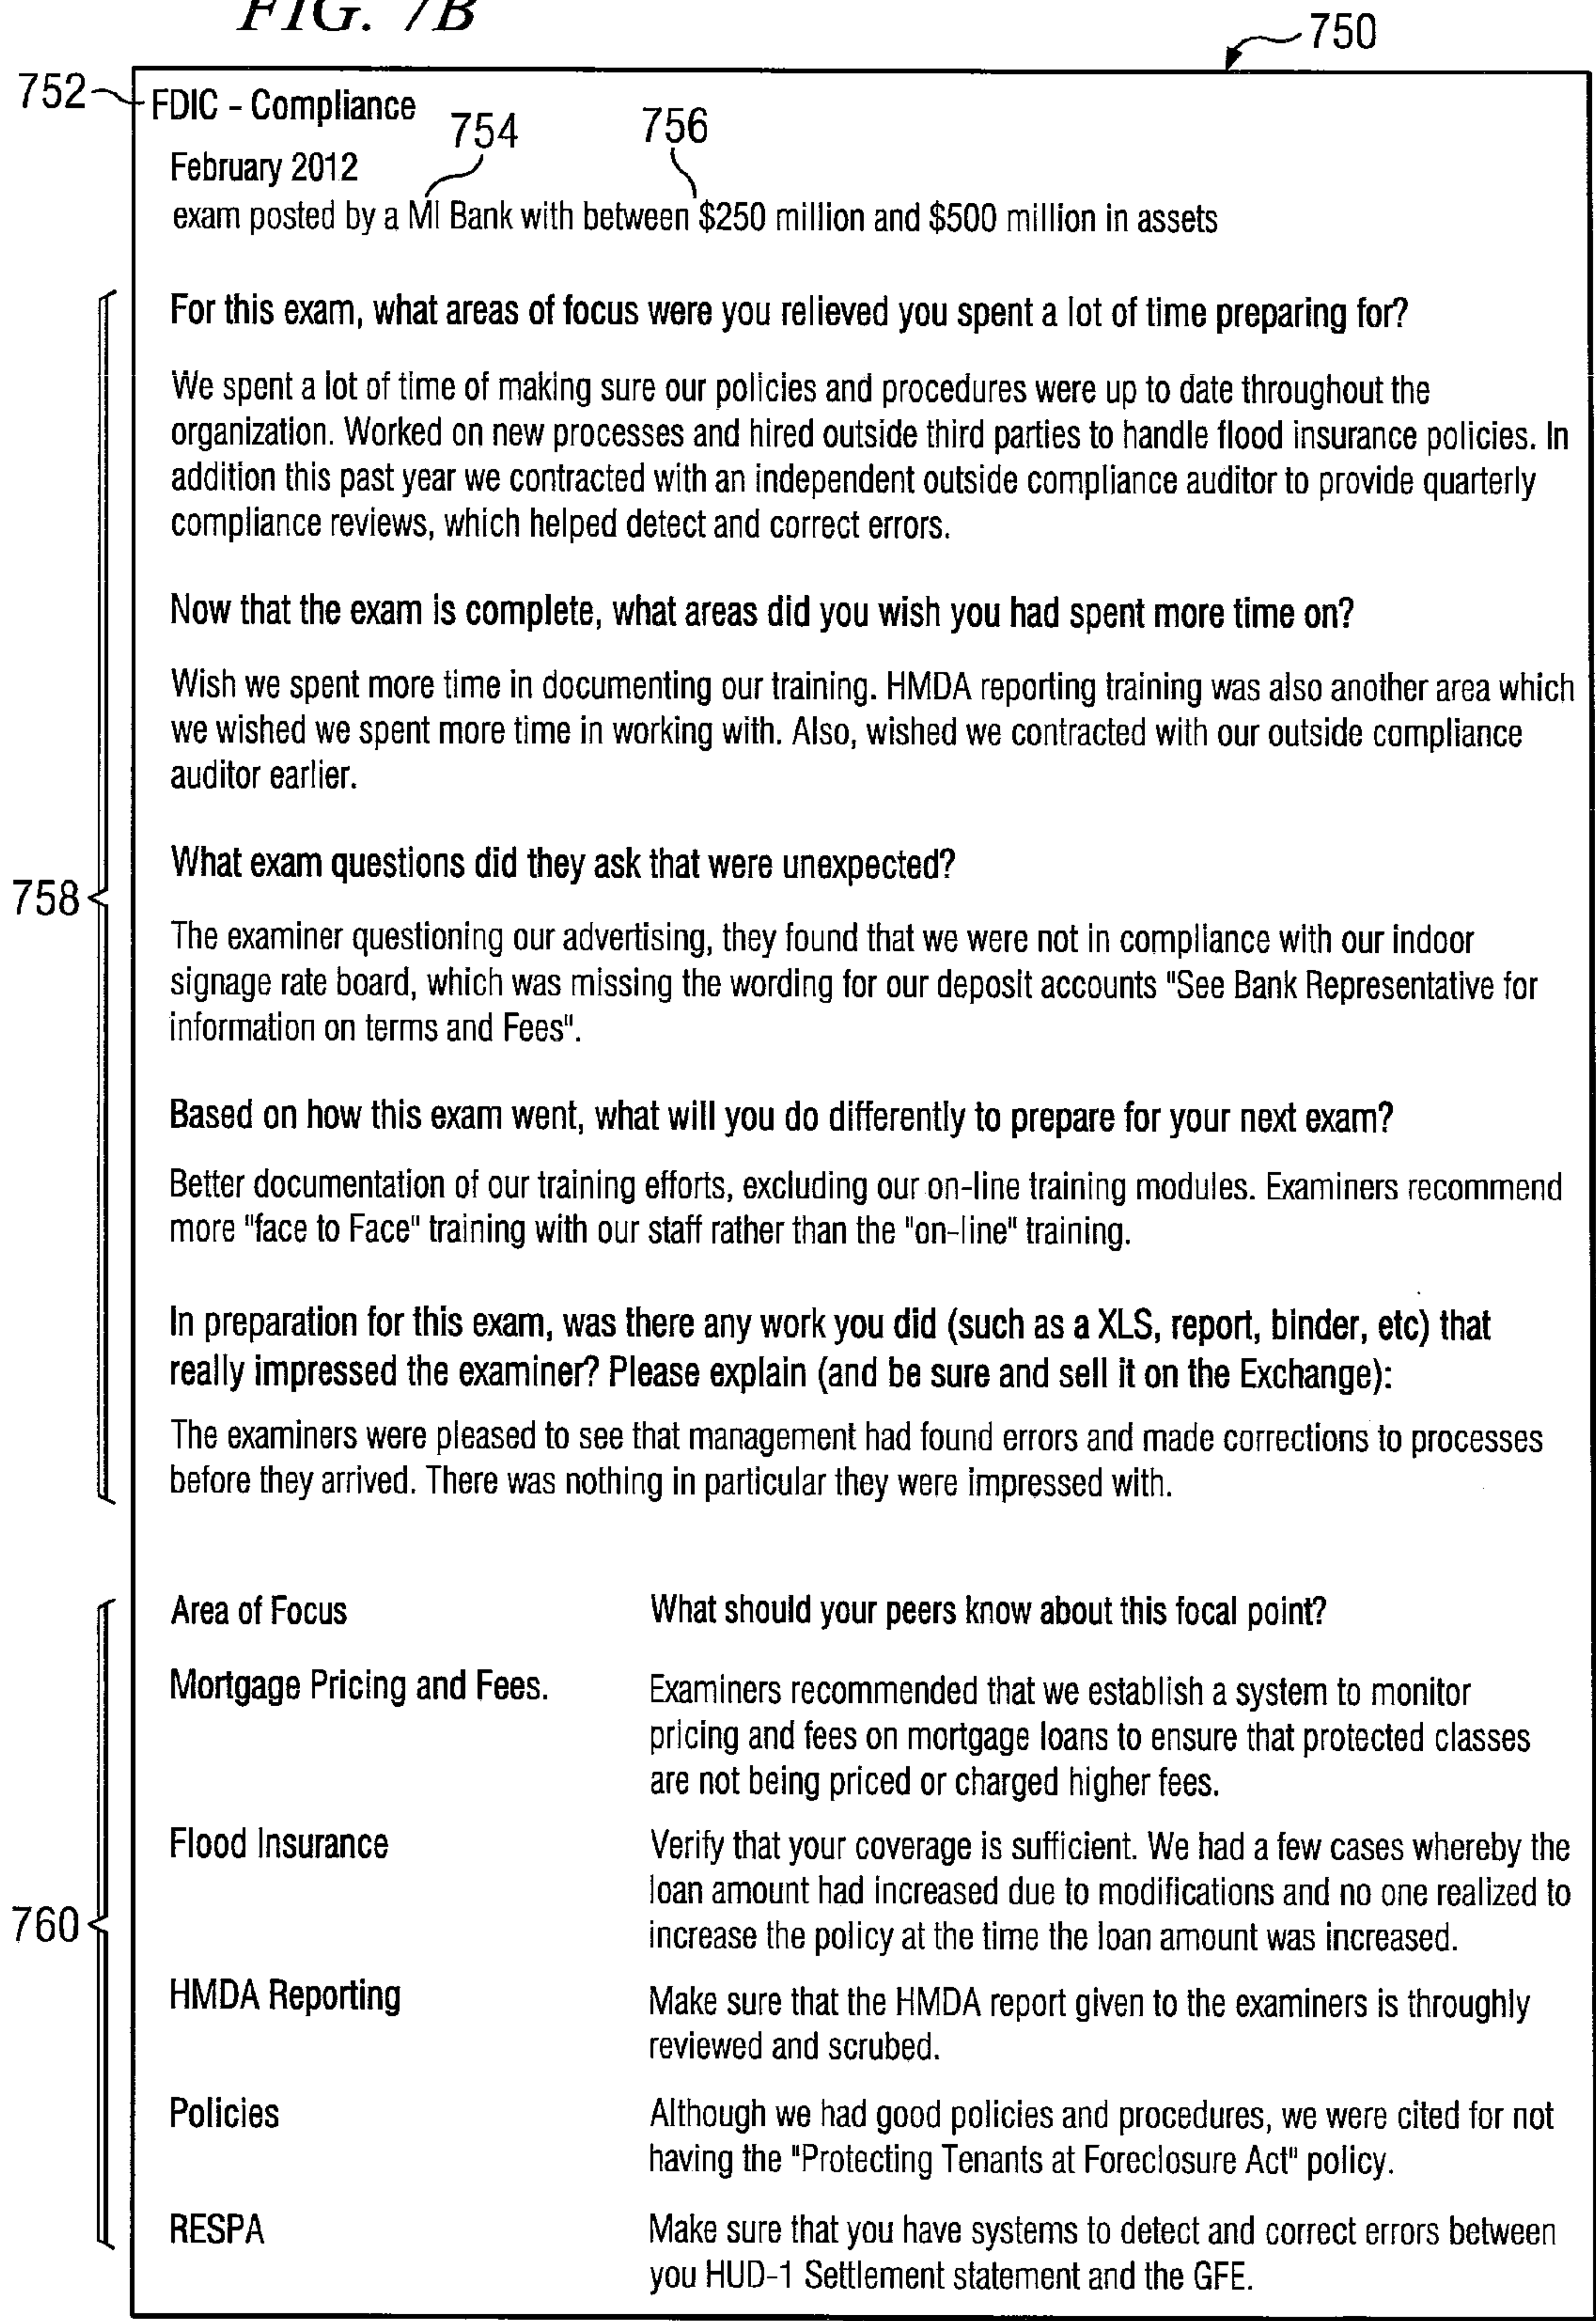 FIG. 7B
750
752
FDIC - Compliance
754
756
February 2012
exam posted by a MI Bank with between $250 million and $500 million in assets
For this exam, what areas of focus were you relieved you spent a lot of time preparing for?
We spent a lot of time of making sure our policies and procedures were up to date throughout the
organization. Worked on new processes and hired outside third parties to handle flood insurance policies. In
addition this past year we contracted with an independent outside compliance auditor to provide quarterly
compliance reviews, which helped detect and correct errors.
Now that the exam is complete, what areas did you wish you had spent more time on?
Wish we spent more time in documenting our training. HMDA reporting training was also another area which
we wished we spent more time in working with. Also, wished we contracted with our outside compliance
auditor earlier.
What exam questions did they ask that were unexpected?
758
The examiner questioning our advertising, they found that we were not in compliance with our indoor
signage rate board, which was missing the wording for our deposit accounts "See Bank Representative for
information on terms and Fees".
Based on how this exam went, what will you do differently to prepare for your next exam?
Better documentation of our training efforts, excluding our on-line training modules. Examiners recommend
more "face to Face" training with our staff rather than the "on-line" training.
In preparation for this exam, was there any work you did (such as a XLS, report, binder, etc) that
really impressed the examiner? Please explain (and be sure and sell it on the Exchange):
The examiners were pleased to see that management had found errors and made corrections to processes
before they arrived. There was nothing in particular they were impressed with.
Area of Focus What should your peers know about this focal point?
Mortgage Pricing and Fees. Examiners recommended that we establish a system to monitor
pricing and fees on mortgage loans to ensure that protected classes
are not being priced or charged higher fees.
Flood Insurance Verify that your coverage is sufficient. We had a few cases whereby the
loan amount had increased due to modifications and no one realized to
760
increase the policy at the time the loan amount was increased.
HMDA Reporting Make sure that the HMDA report given to the examiners is throughly
reviewed and scrubed.
Policies Although we had good policies and procedures, we were cited for not
having the "Protecting Tenants at Foreclosure Act" policy.
RESPA Make sure that you have systems to detect and correct errors between
you HUD-1 Settlement statement and the GFE.